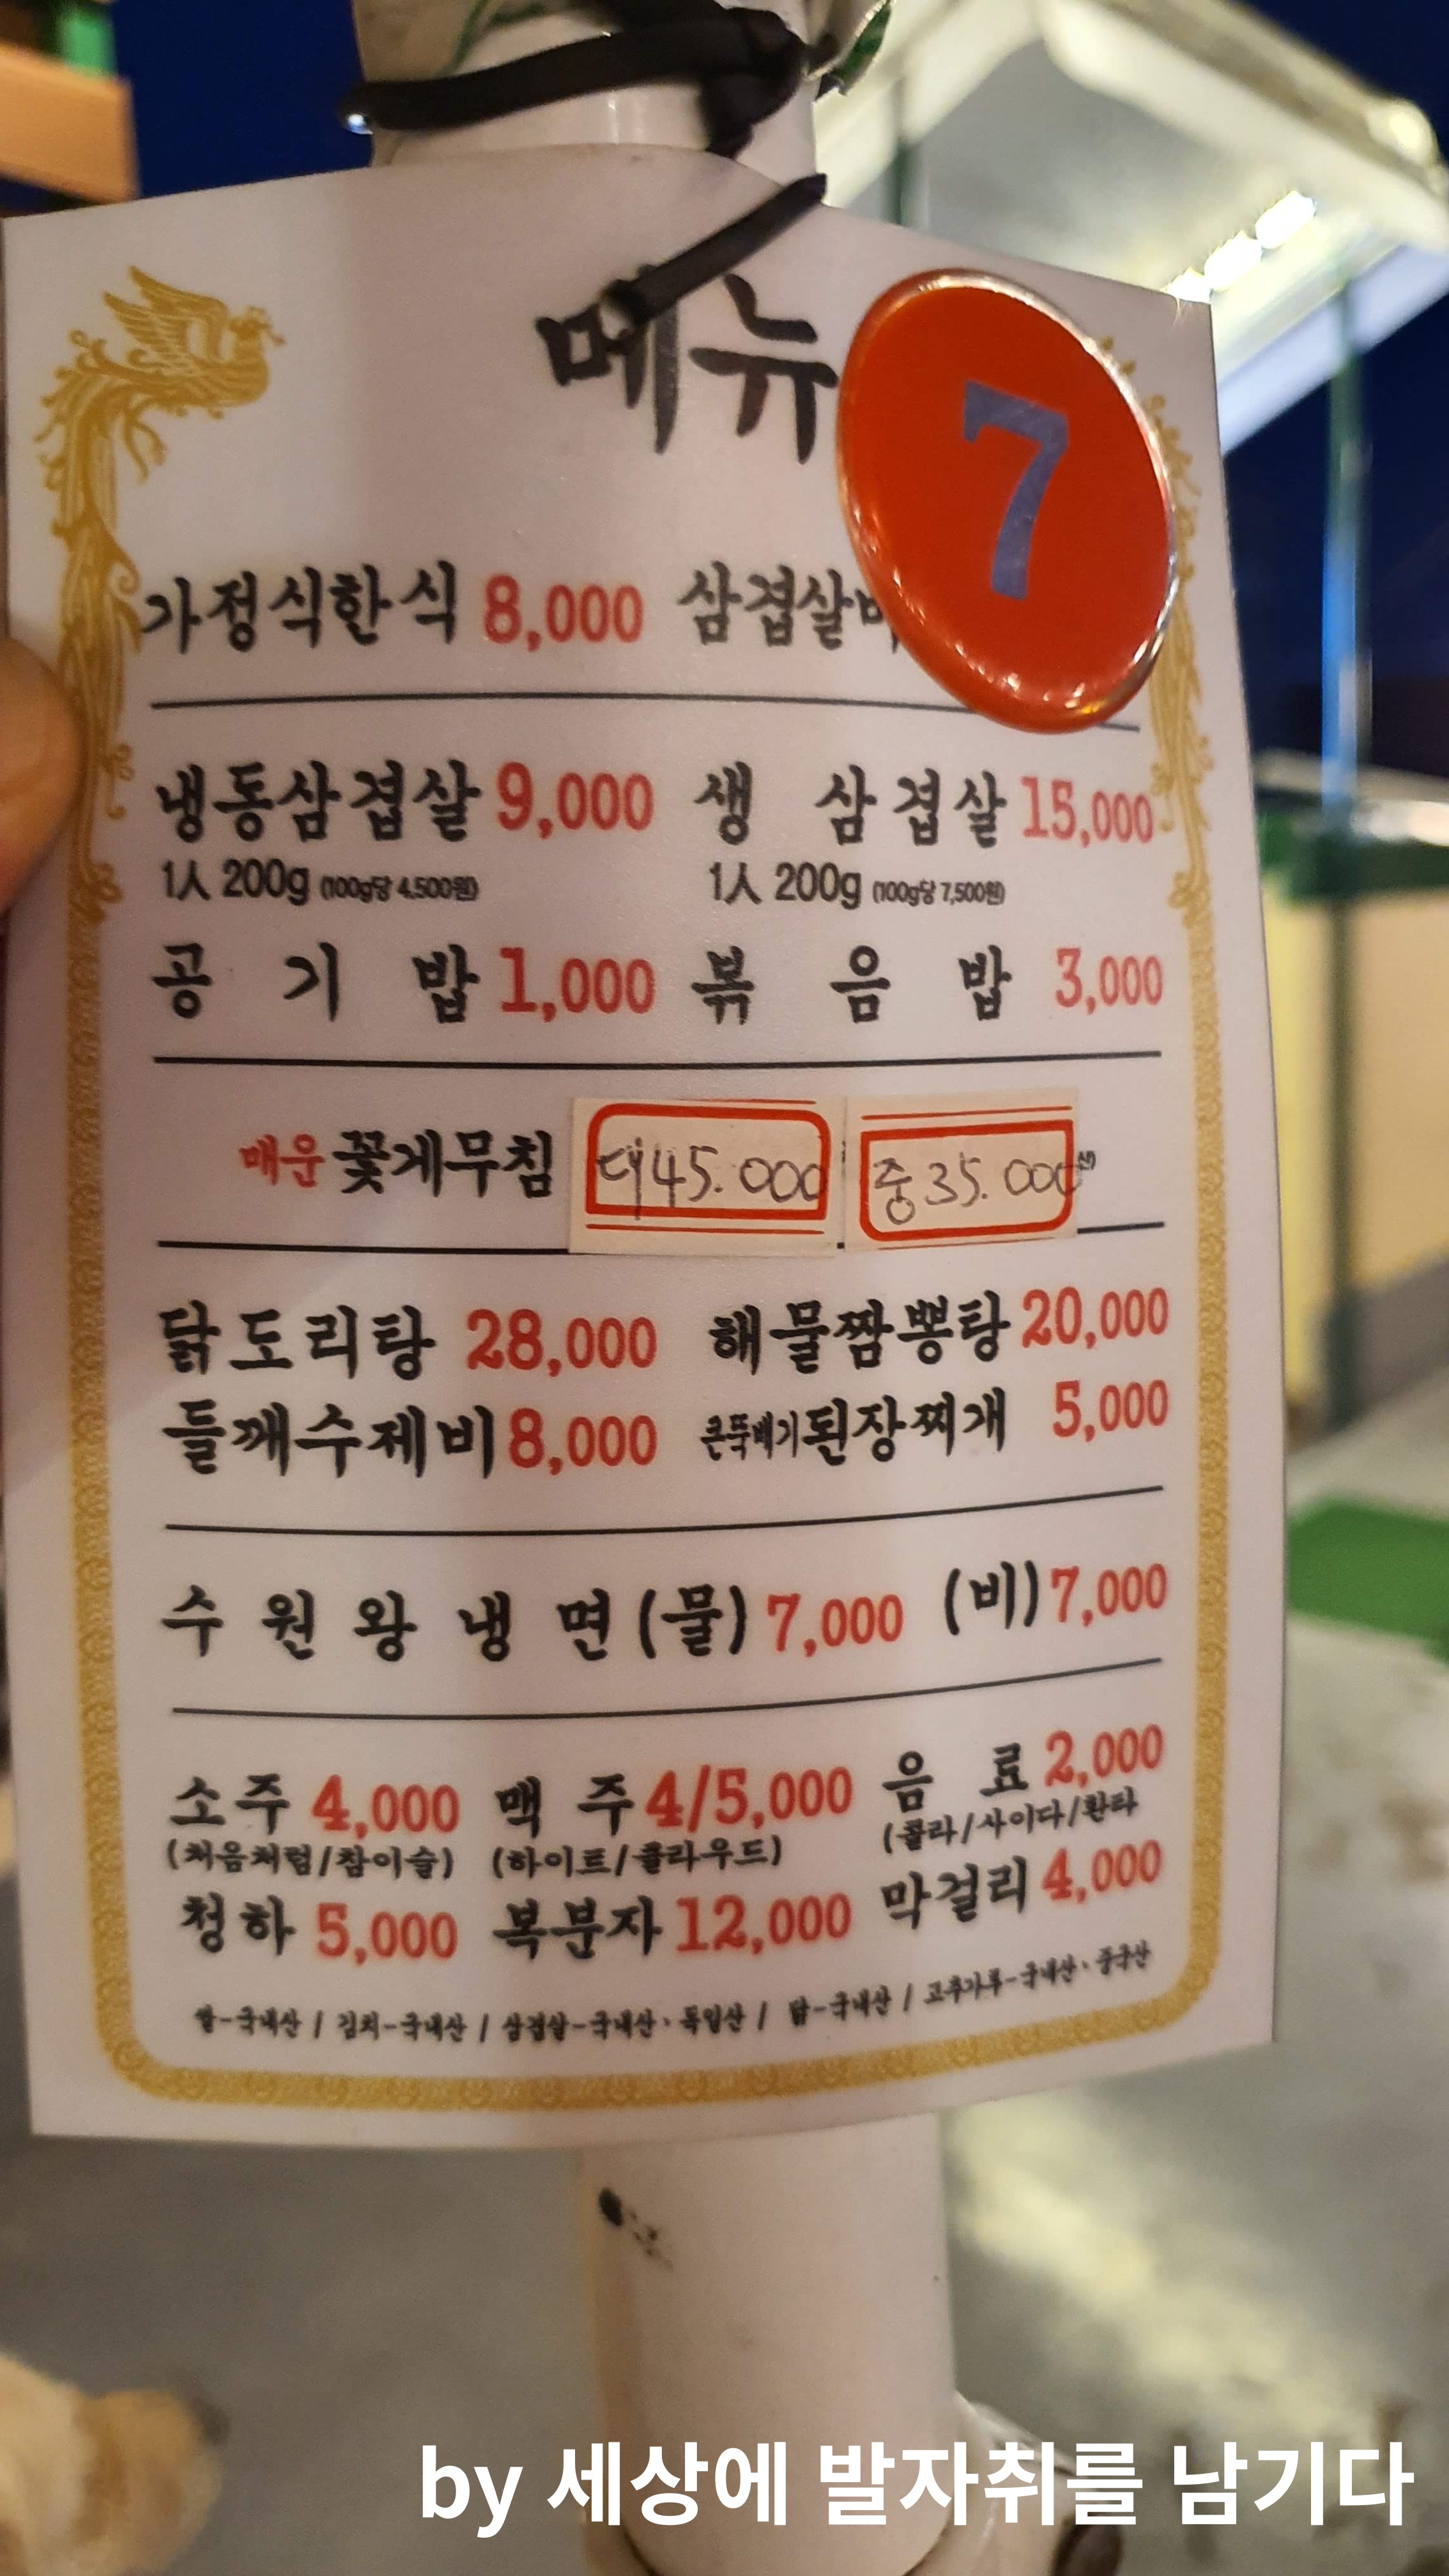 메뉴
7
가정식한식 8,000 삼겹살
냉동삼겹살 9,000 생 삼겹살 15,000
1人 200g (100g당 4,500원) 1人 200g (100g당 7,500원)
공기밥 1,000 볶음밥 3,000
매운 꽃게무침 대 45.000 중 35.000
닭도리탕 28,000 해물짬뽕탕 20,000
들깨수제비 8,000 큰뚝배기된장찌개 5,000
수원왕냉면(물) 7,000 (비) 7,000
소주 4,000 맥주 4/5,000 음료 2,000
(처음처럼/참이슬) (하이트/클라우드) (콜라/사이다/환타
청하 5,000 복분자 12,000 막걸리 4,000
쌀-국내산 / 김치-국내산 / 삼겹살-국내산·독일산 / 닭-국내산 / 고추가루-국내산·중국산
by 세상에 발자취를 남기다